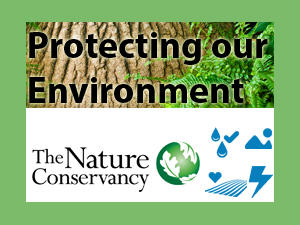 Protecting our
Environment
The Nature
Conservancy